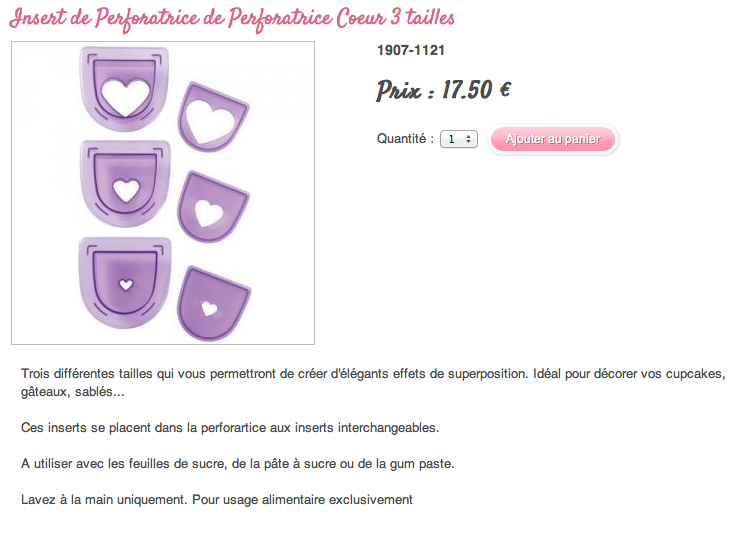 Insert de Perforatrice de Perforatrice Coeur 3 tailles
1907-1121
Prix : 17.50 €
Quantité : 1 Ajouter au panier
Trois différentes tailles qui vous permettront de créer d'élégants effets de superposition. Idéal pour décorer vos cupcakes,
gâteaux, sablés...
Ces inserts se placent dans la perforartice aux inserts interchangeables.
A utiliser avec les feuilles de sucre, de la pâte à sucre ou de la gum paste.
Lavez à la main uniquement. Pour usage alimentaire exclusivement